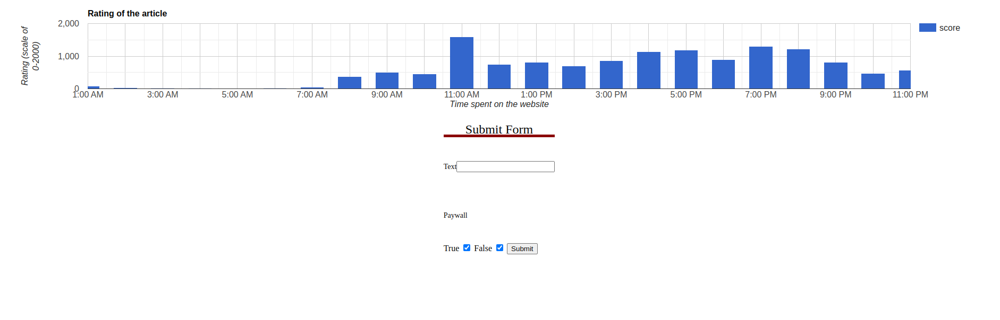 Rating of the article
Rating (scale of
0-2000)
2,000
1,000
0
score
1:00 AM 3:00 AM 5:00 AM 7:00 AM 9:00 AM 11:00 AM 1:00 PM 3:00 PM 5:00 PM 7:00 PM 9:00 PM 11:00 PM
Time spent on the website
Submit Form
Text
Paywall
True False Submit